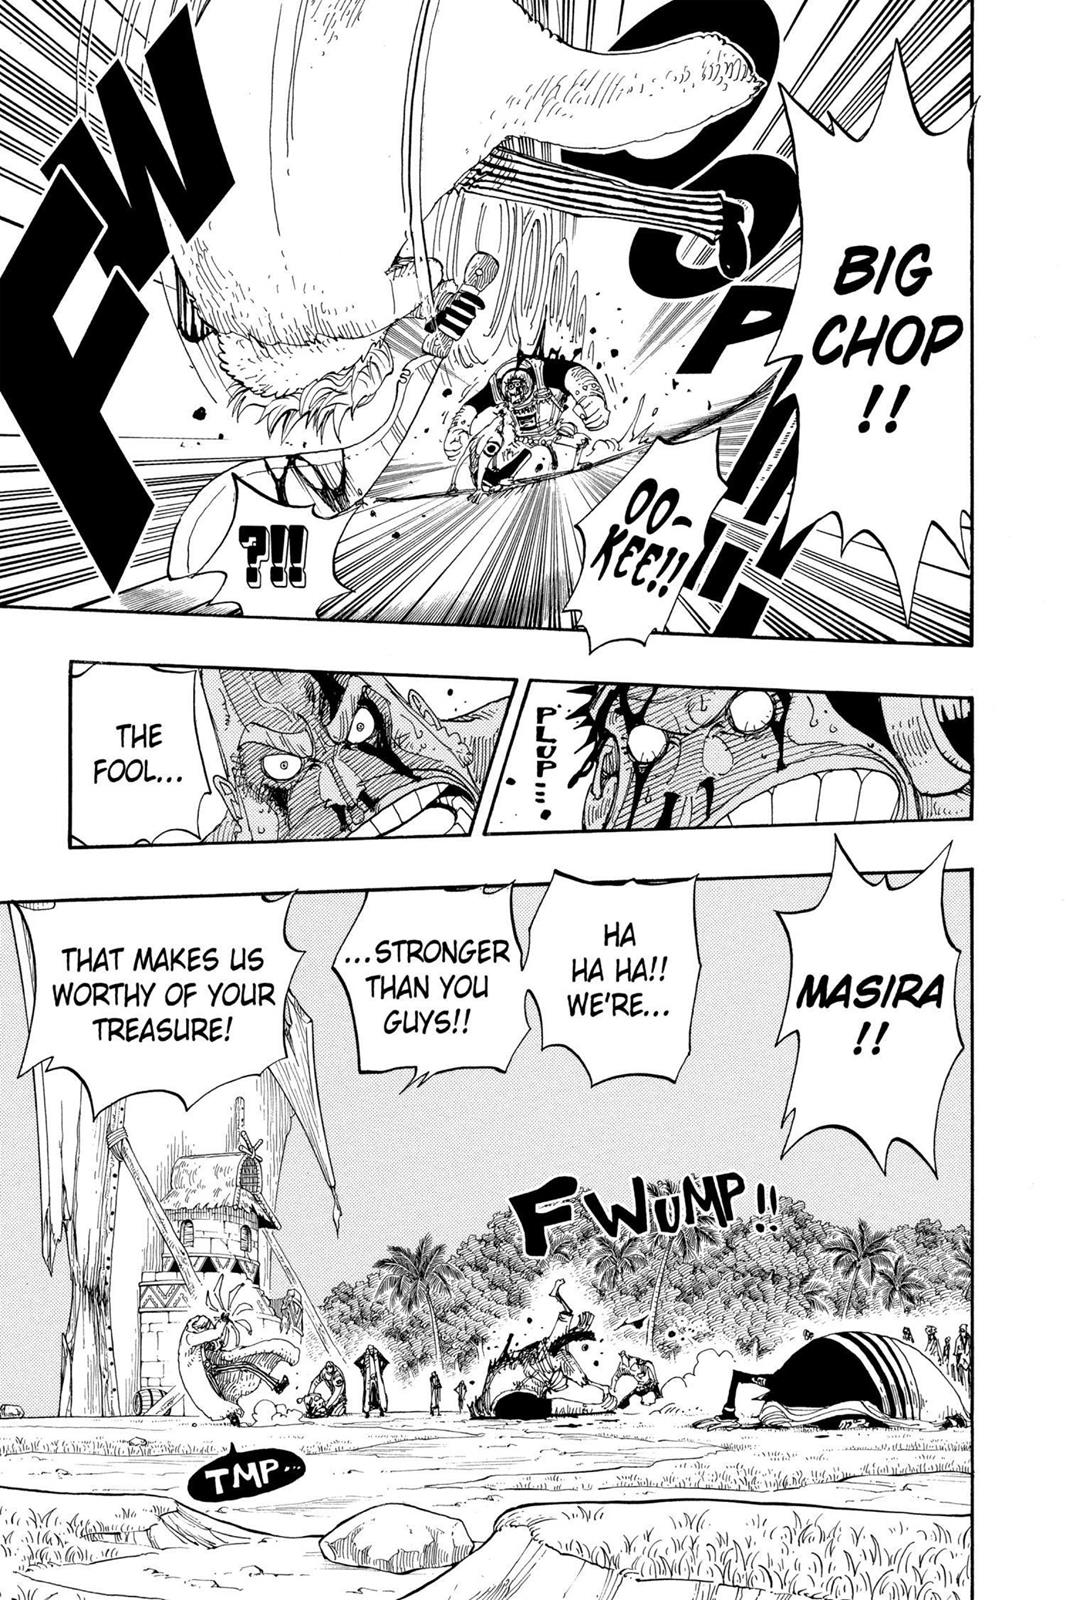 BIG
CHOP
!!
SPPP!!!
OO-
KEE!!
?!!
FW
PLUP...
THE
FOOL...
MASIRA
!!
HA
HA HA!!
WE'RE...
...STRONGER
THAN YOU
GUYS!!
THAT MAKES US
WORTHY OF YOUR
TREASURE!
FWUMP!!
TMP...